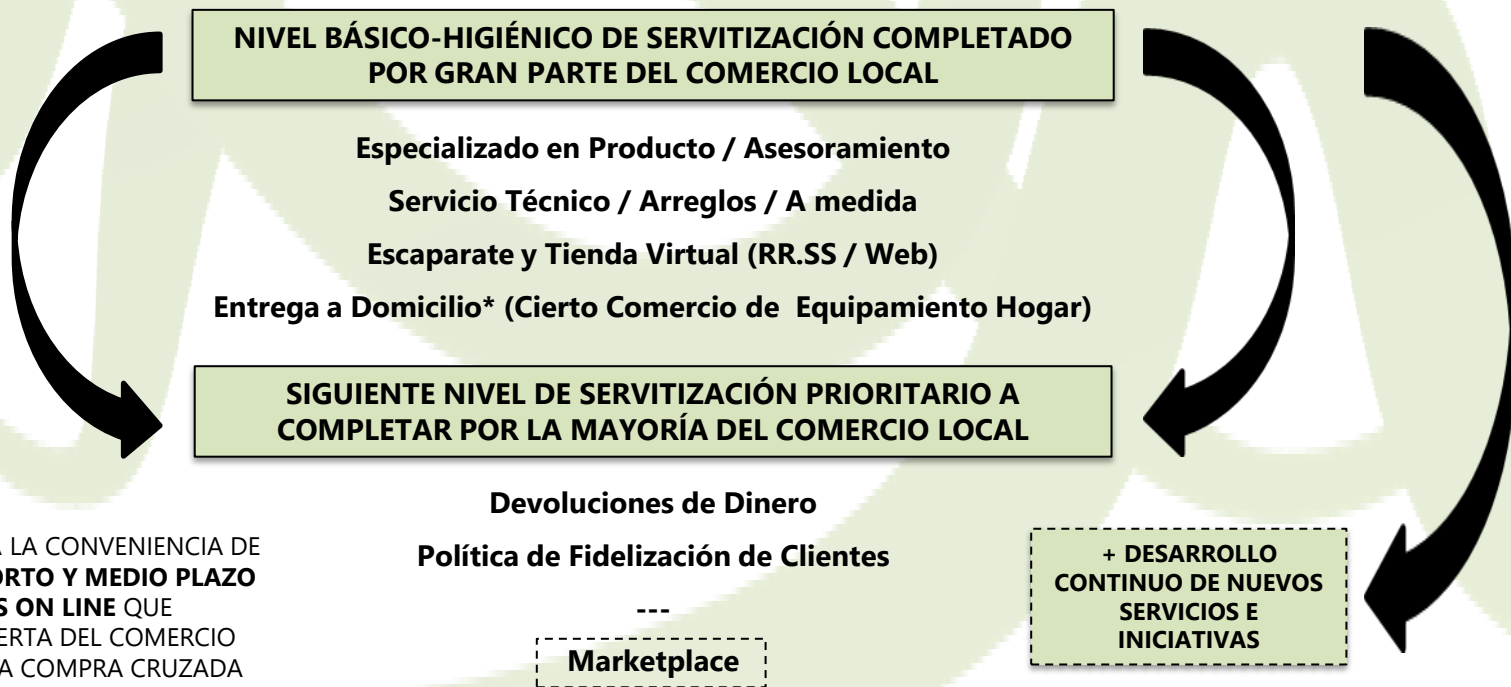 NIVEL BÁSICO-HIGIÉNICO DE SERVITIZACIÓN COMPLETADO
POR GRAN PARTE DEL COMERCIO LOCAL
Especializado en Producto / Asesoramiento
Servicio Técnico / Arreglos / A medida
Escaparate y Tienda Virtual (RR.SS / Web)
Entrega a Domicilio* (Cierto Comercio de Equipamiento Hogar)
SIGUIENTE NIVEL DE SERVITIZACIÓN PRIORITARIO A
COMPLETAR POR LA MAYORÍA DEL COMERCIO LOCAL
Devoluciones de Dinero
Política de Fidelización de Clientes
---
Marketplace
LA CONVENIENCIA DE
Y MEDIO PLAZO
ON LINE QUE
DEL COMERCIO
COMPRA CRUZADA
+ DESARROLLO
CONTINUO DE NUEVOS
SERVICIOS E
INICIATIVAS